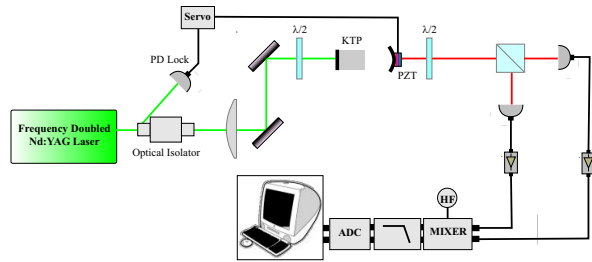 Servo
λ/2
KTP
λ/2
PD Lock
PZT
Frequency Doubled
Nd:YAG Laser
Optical Isolator
HF
ADC
MIXER